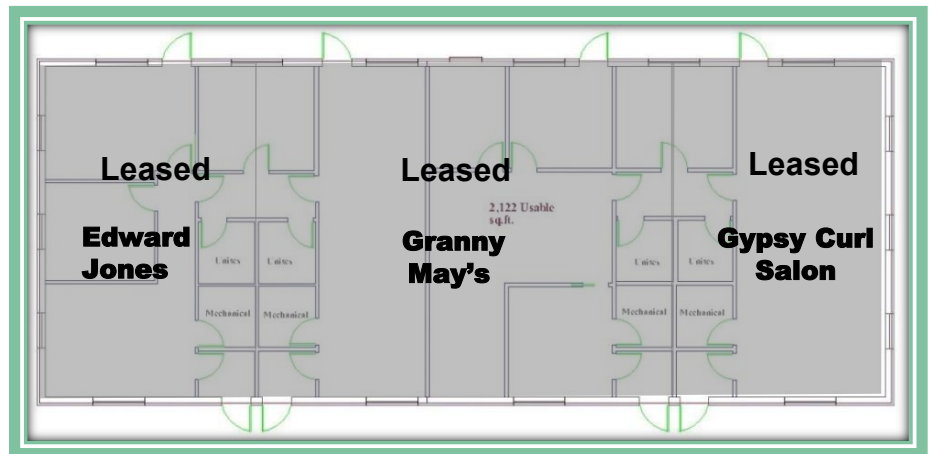 Leased
Leased
Leased
2,122 Usable
sq.ft.
Edward
Jones
Granny
May's
Gypsy Curl
Salon
Unisex
Unisex
Unisex
Unisex
Mechanical
Mechanical
Mechanical
Mechanical